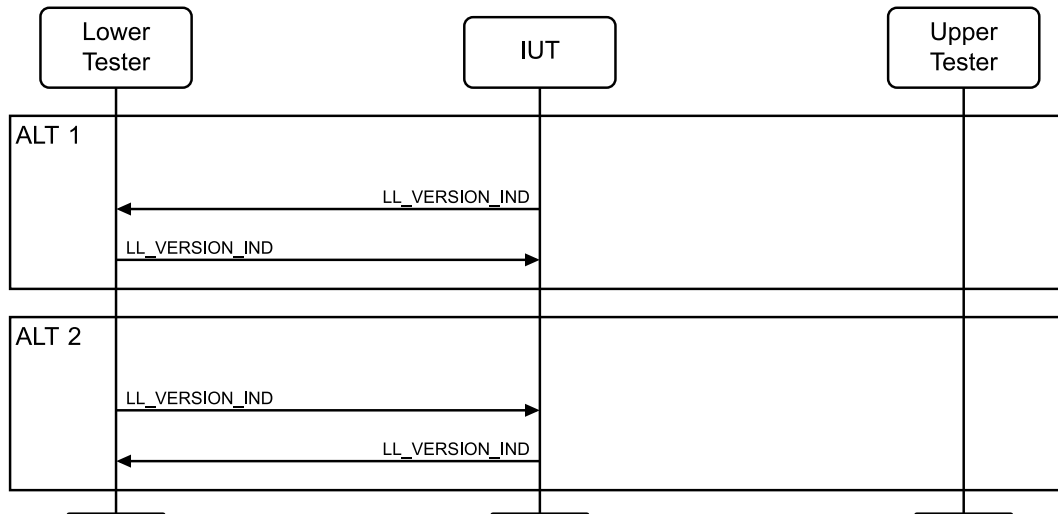 Lower
Tester
IUT
Upper
Tester
ALT 1
LL_VERSION_IND
LL_VERSION_IND
ALT 2
LL_VERSION_IND
LL_VERSION_IND